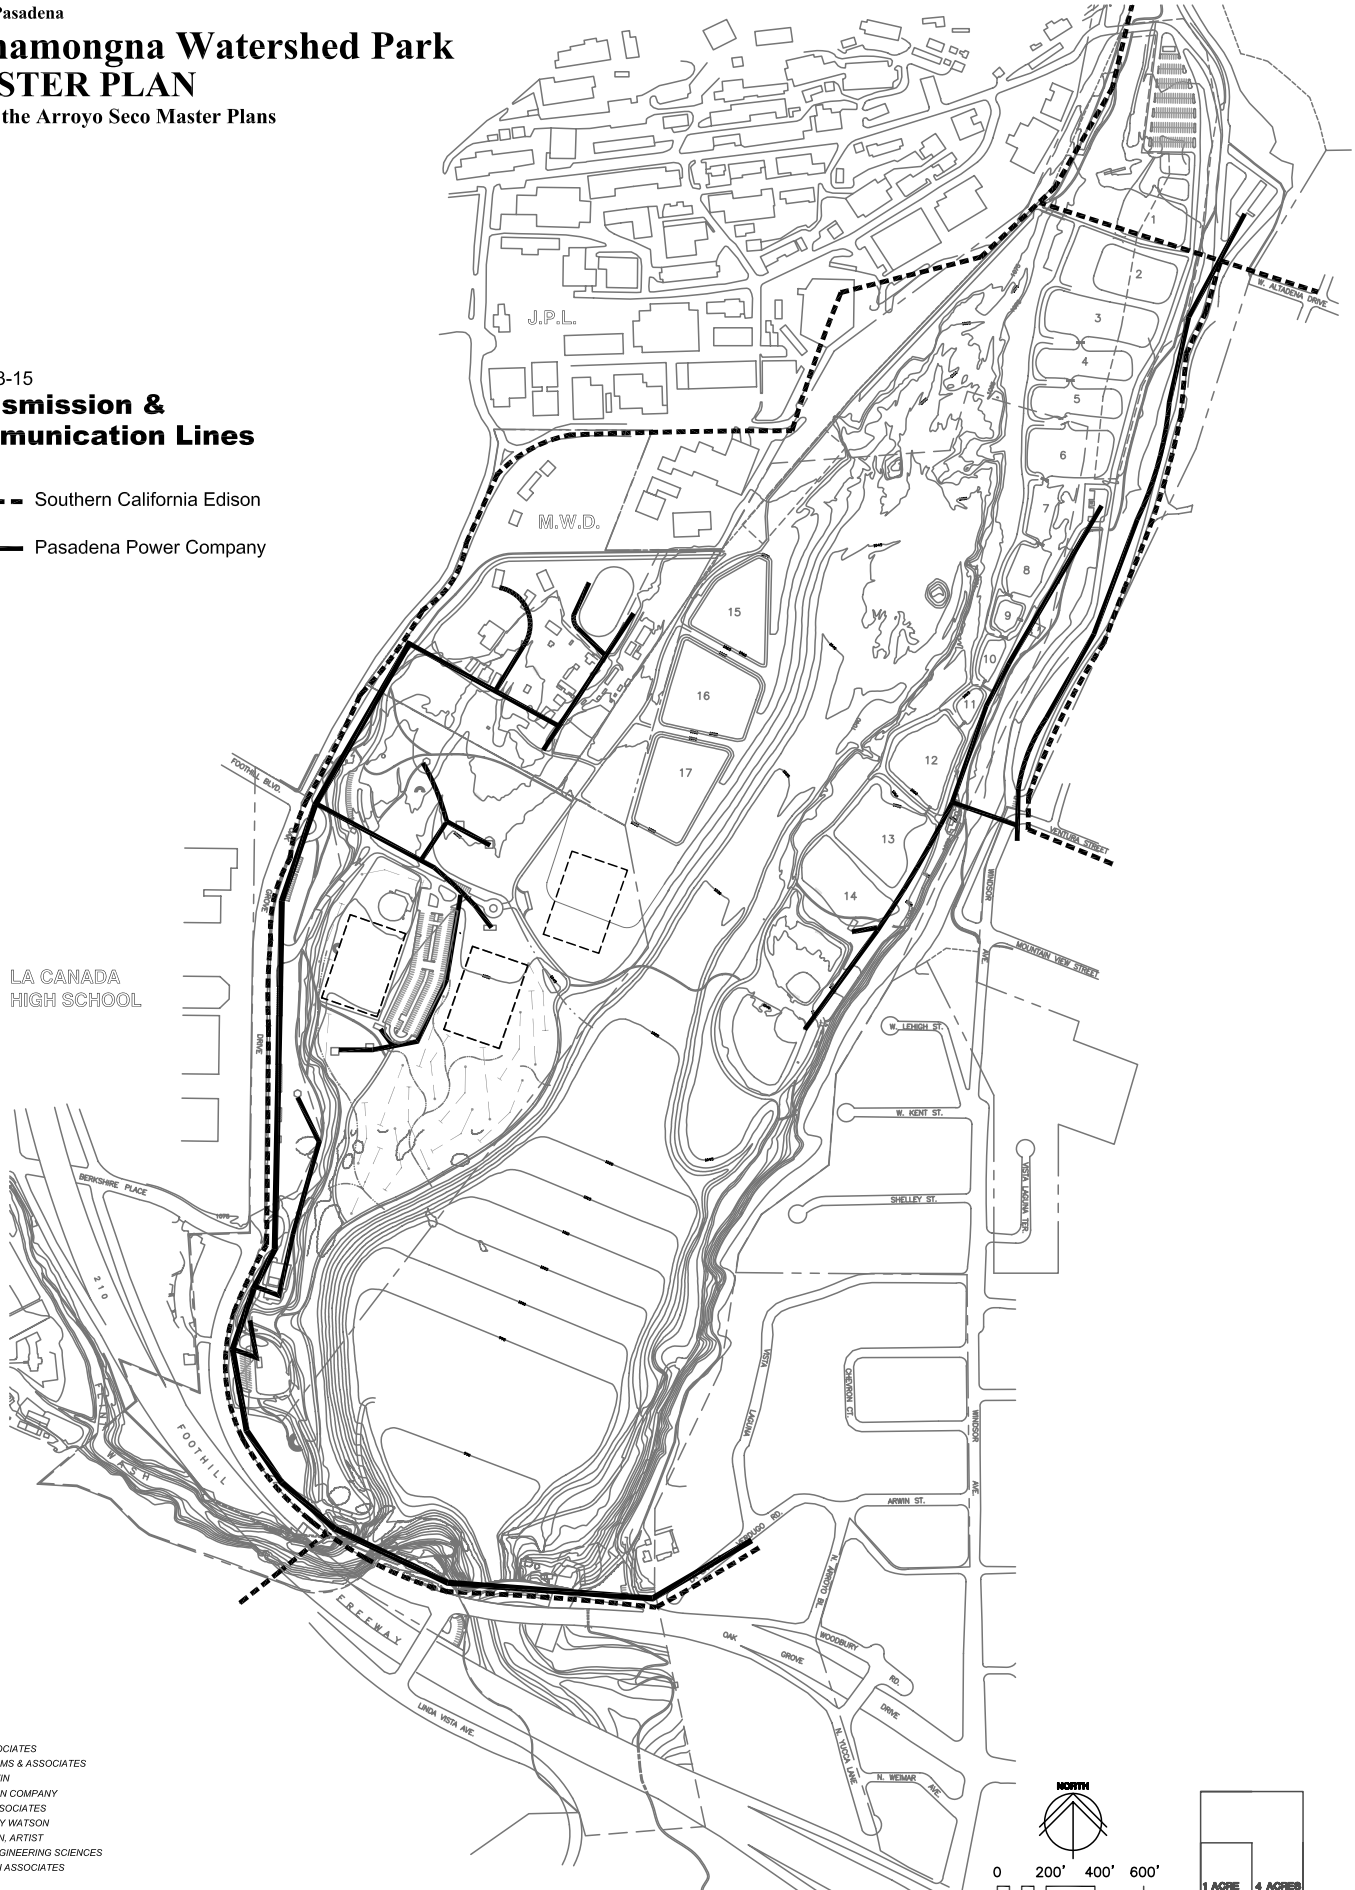 Pasadena
hamongna Watershed Park
STER PLAN
the Arroyo Seco Master Plans
3-15
smission &
munication Lines
Southern California Edison
Pasadena Power Company
J.P.L.
M.W.D.
1
2
3
4
5
6
7
8
9
10
11
12
13
14
15
16
17
W. ALTADENA DRIVE
FOOTHILL BLVD.
OAK
GROVE
DRIVE
VENTURA STREET
WINDSOR
AVE.
MOUNTAIN VIEW STREET
LA CANADA
HIGH SCHOOL
W. LEHIGH ST.
W. KENT ST.
VISTA LAGUNA TER.
SHELLEY ST.
BERKSHIRE PLACE
210
VISTA
LAGUNA
CHEVRON CT.
WINDSOR
AVE.
FOOTHILL
WASH
ARWIN ST.
VERDUGO RD.
N. ARROYO BL.
FREEWAY
OAK
GROVE
DRIVE
WOODBURY
RD.
LINDA VISTA AVE.
N. YUCCA LANE
N. WEIMAR
AVE.
OCIATES
MS & ASSOCIATES
IN
N COMPANY
SSOCIATES
Y WATSON
N, ARTIST
GINEERING SCIENCES
ASSOCIATES
NORTH
0 200' 400' 600'
1 ACRE 4 ACRES